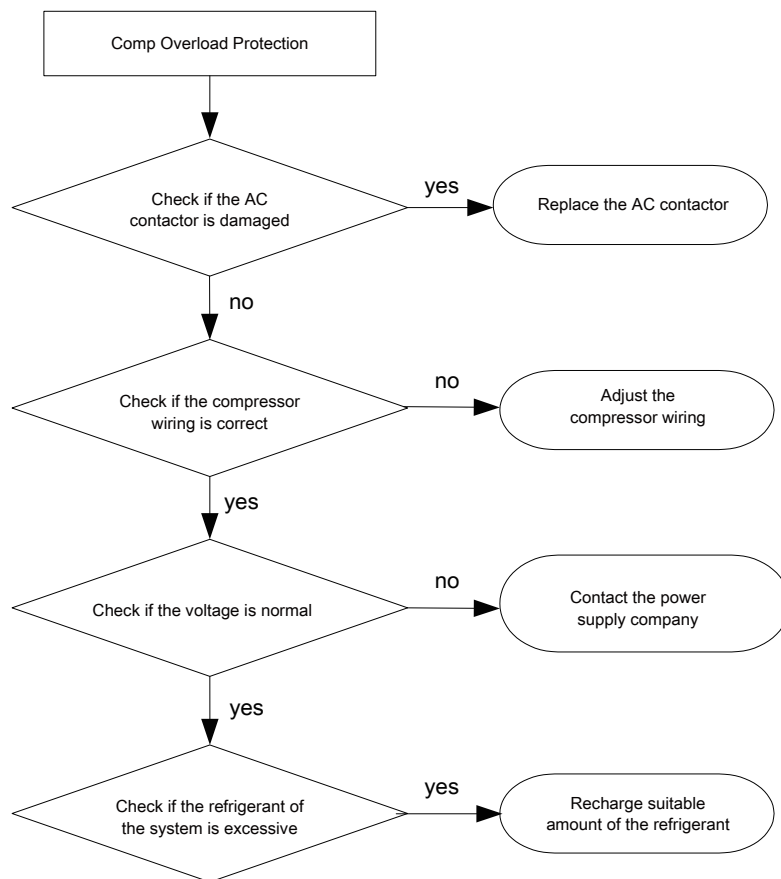 Comp Overload Protection
Check if the AC
contactor is damaged
yes
Replace the AC contactor
no
Check if the compressor
wiring is correct
no
Adjust the
compressor wiring
yes
Check if the voltage is normal
no
Contact the power
supply company
yes
Check if the refrigerant of
the system is excessive
yes
Recharge suitable
amount of the refrigerant